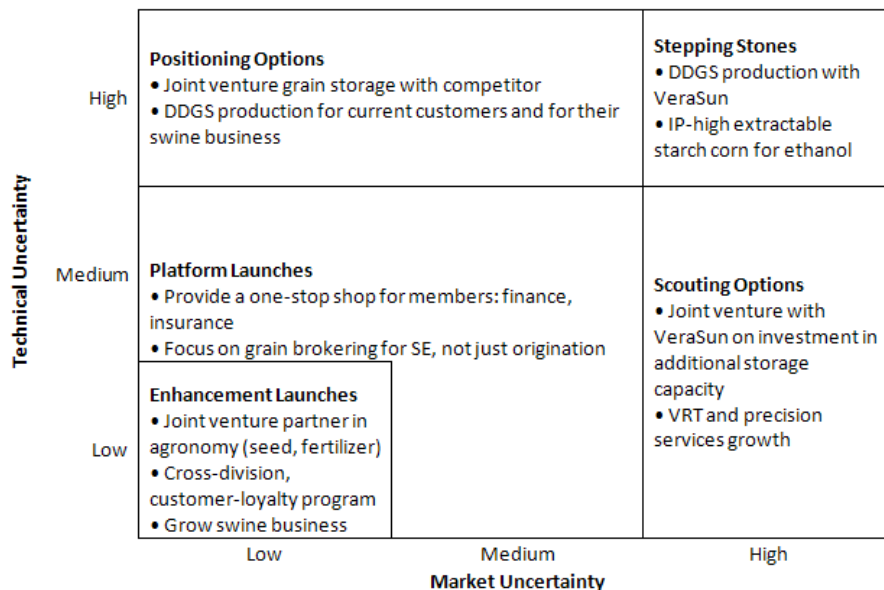 Positioning Options
• Joint venture grain storage with competitor
• DDGS production for current customers and for their
swine business
Stepping Stones
• DDGS production with
VeraSun
• IP-high extractable
starch corn for ethanol
High
Technical Uncertainty
Medium
Platform Launches
• Provide a one-stop shop for members: finance,
insurance
• Focus on grain brokering for SE, not just origination
Scouting Options
• Joint venture with
VeraSun on investment in
additional storage
capacity
• VRT and precision
services growth
Enhancement Launches
• Joint venture partner in
agronomy (seed, fertilizer)
• Cross-division,
customer-loyalty program
• Grow swine business
Low
Low
Medium
High
Market Uncertainty